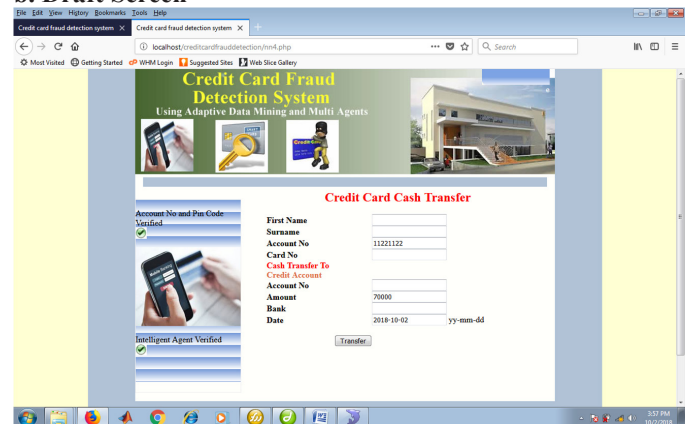 b. Draft Screen
File Edit View History Bookmarks Tools Help
Credit card fraud detection system X Credit card fraud detection system X +
localhost/creditcardfrauddetection/nn4.php Search
Most Visited Getting Started WHM Login Suggested Sites Web Slice Gallery
Credit Card Fraud
Detection System
Using Adaptive Data Mining and Multi Agents
Credit Card Cash Transfer
Account No and Pin Code
Verified
First Name
Surname
Account No 11221122
Card No
Cash Transfer To
Credit Account
Account No
Amount 70000
Bank
Date 2018-10-02 yy-mm-dd
Transfer
Intelligent Agent Verified
3:57 PM
10/2/2018